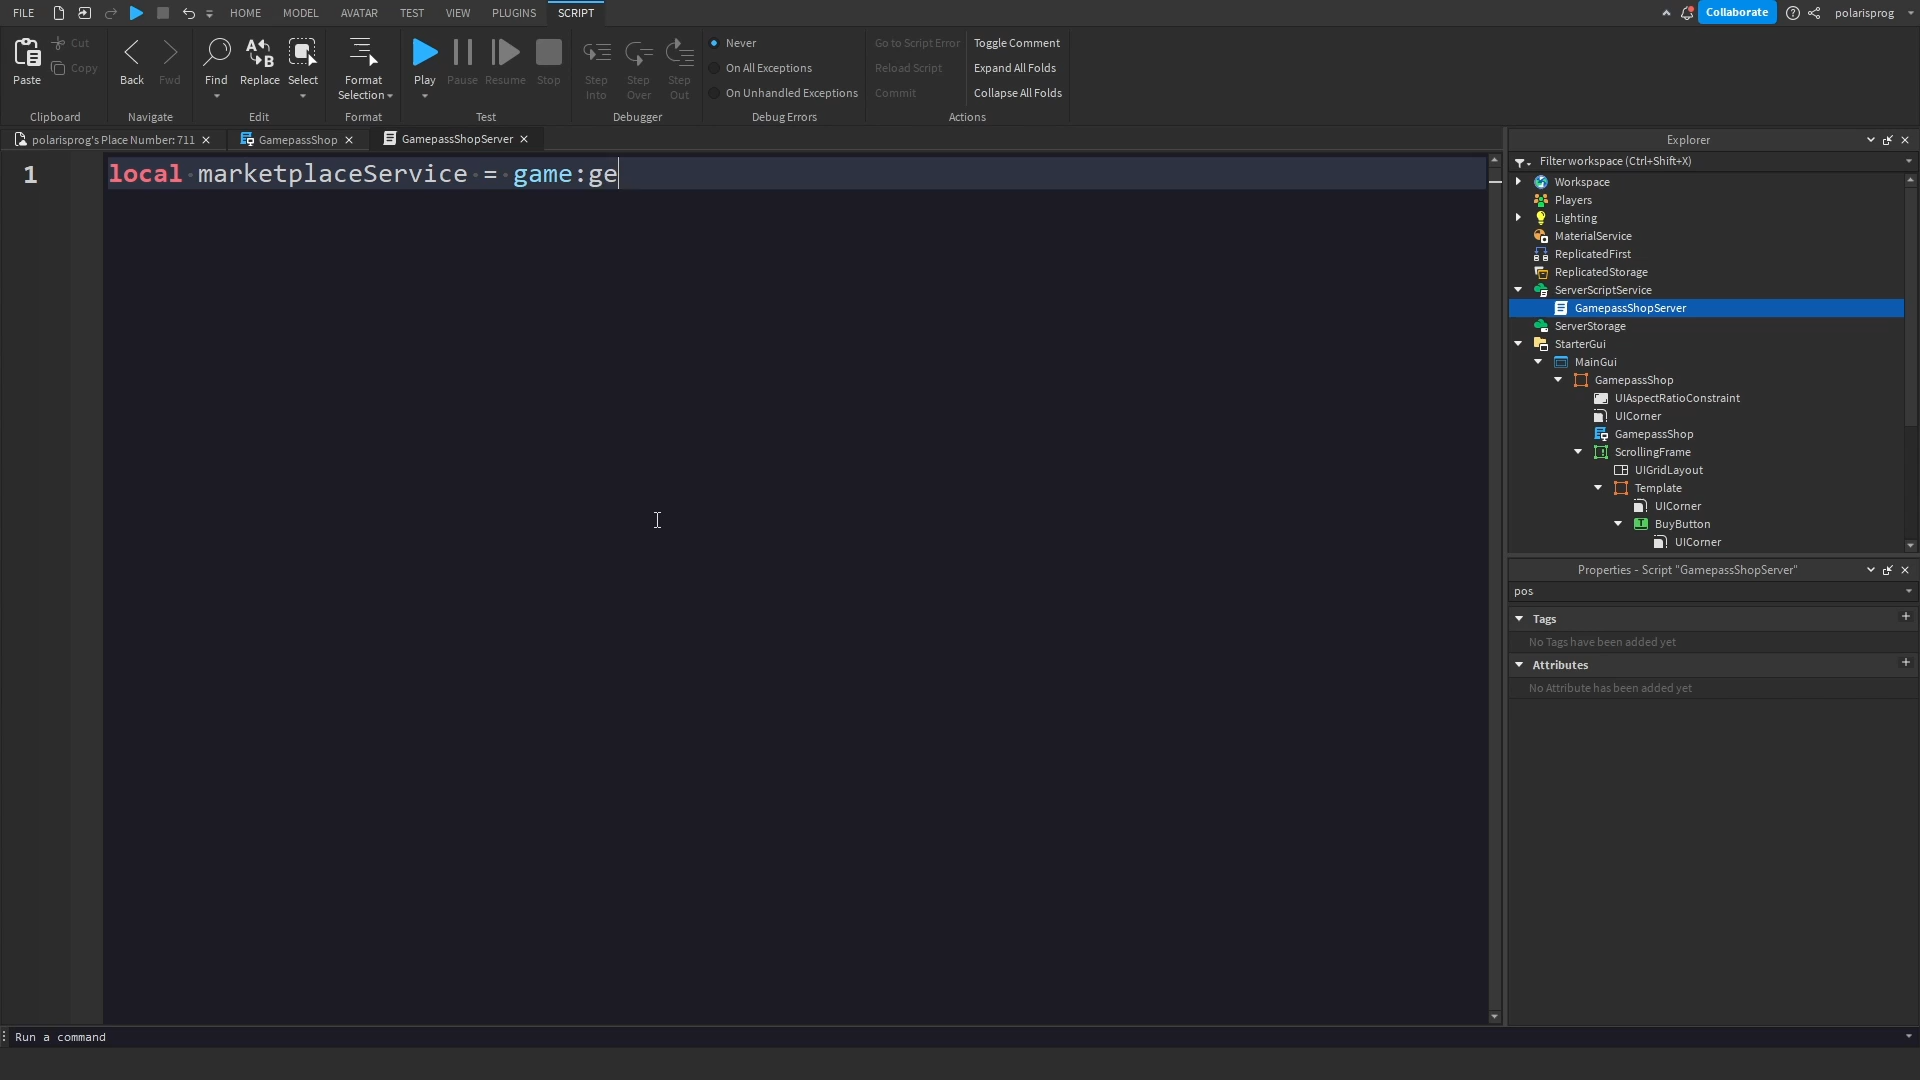 FILE HOME MODEL AVATAR TEST VIEW PLUGINS SCRIPT Collaborate polarisprog
Paste Cut Copy Back Fwd Find Replace Select Format Selection Play Pause Resume Stop Step Into Step Over Step Out
Never Go to Script Error Toggle Comment
On All Exceptions Reload Script Expand All Folds
On Unhandled Exceptions Commit Collapse All Folds
Clipboard Navigate Edit Format Test Debugger Debug Errors Actions
polarisprog's Place Number: 711 GamepassShop GamepassShopServer
1 local marketplaceService = game:ge
Explorer
Filter workspace (Ctrl+Shift+X)
Workspace
Players
Lighting
MaterialService
ReplicatedFirst
ReplicatedStorage
ServerScriptService
GamepassShopServer
ServerStorage
StarterGui
MainGui
GamepassShop
UIAspectRatioConstraint
UICorner
GamepassShop
ScrollingFrame
UIGridLayout
Template
UICorner
BuyButton
UICorner
Properties - Script "GamepassShopServer"
pos
Tags
No Tags have been added yet
Attributes
No Attribute has been added yet
Run a command